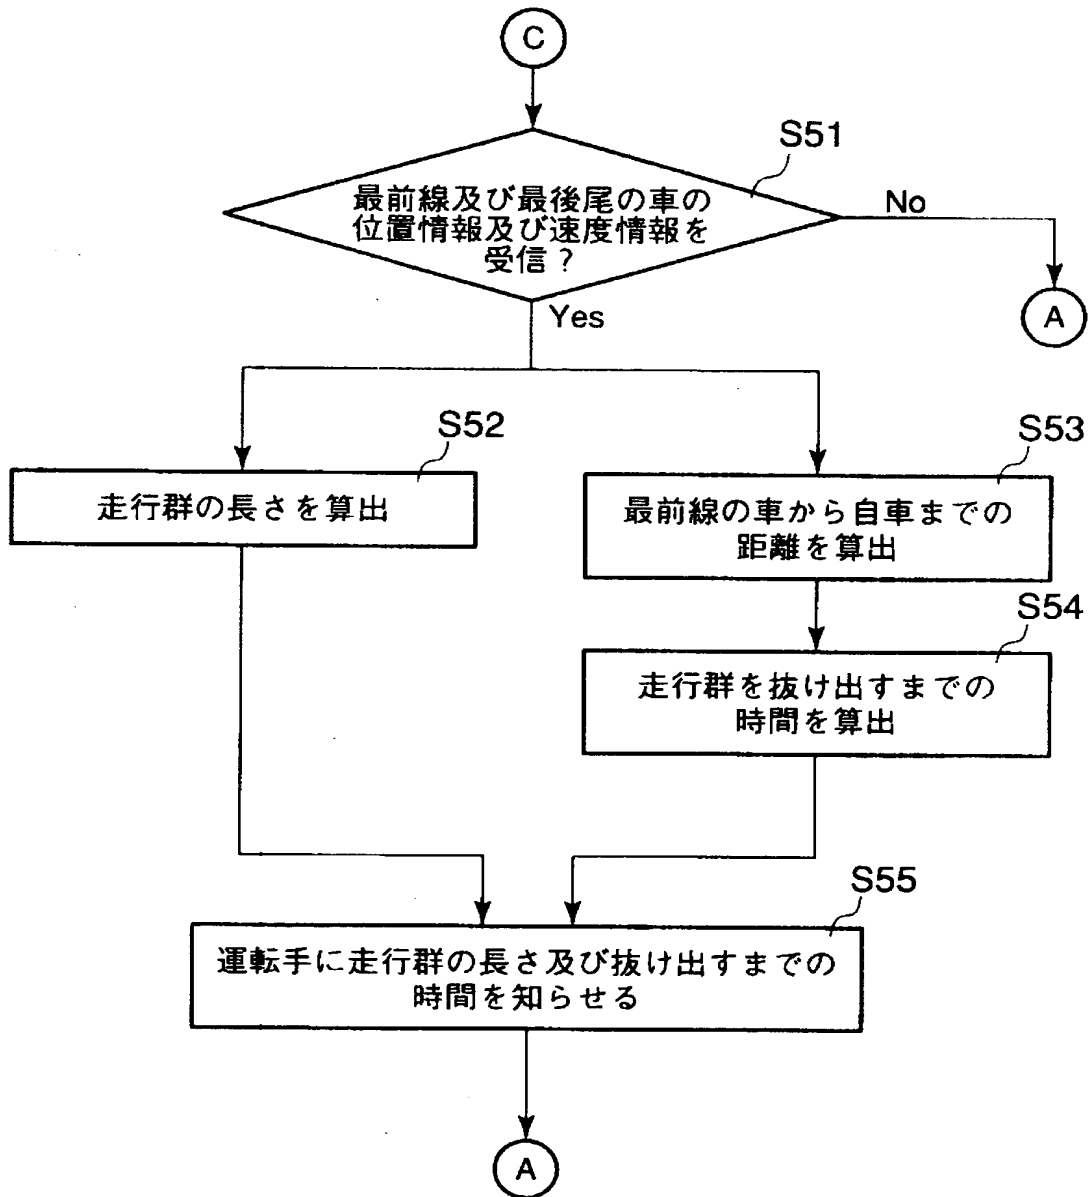 C
S51
最前線及び最後尾の車の
位置情報及び速度情報を
受信？
No
A
Yes
S52
走行群の長さを算出
S53
最前線の車から自車までの
距離を算出
S54
走行群を抜け出すまでの
時間を算出
S55
運転手に走行群の長さ及び抜け出すまでの
時間を知らせる
A